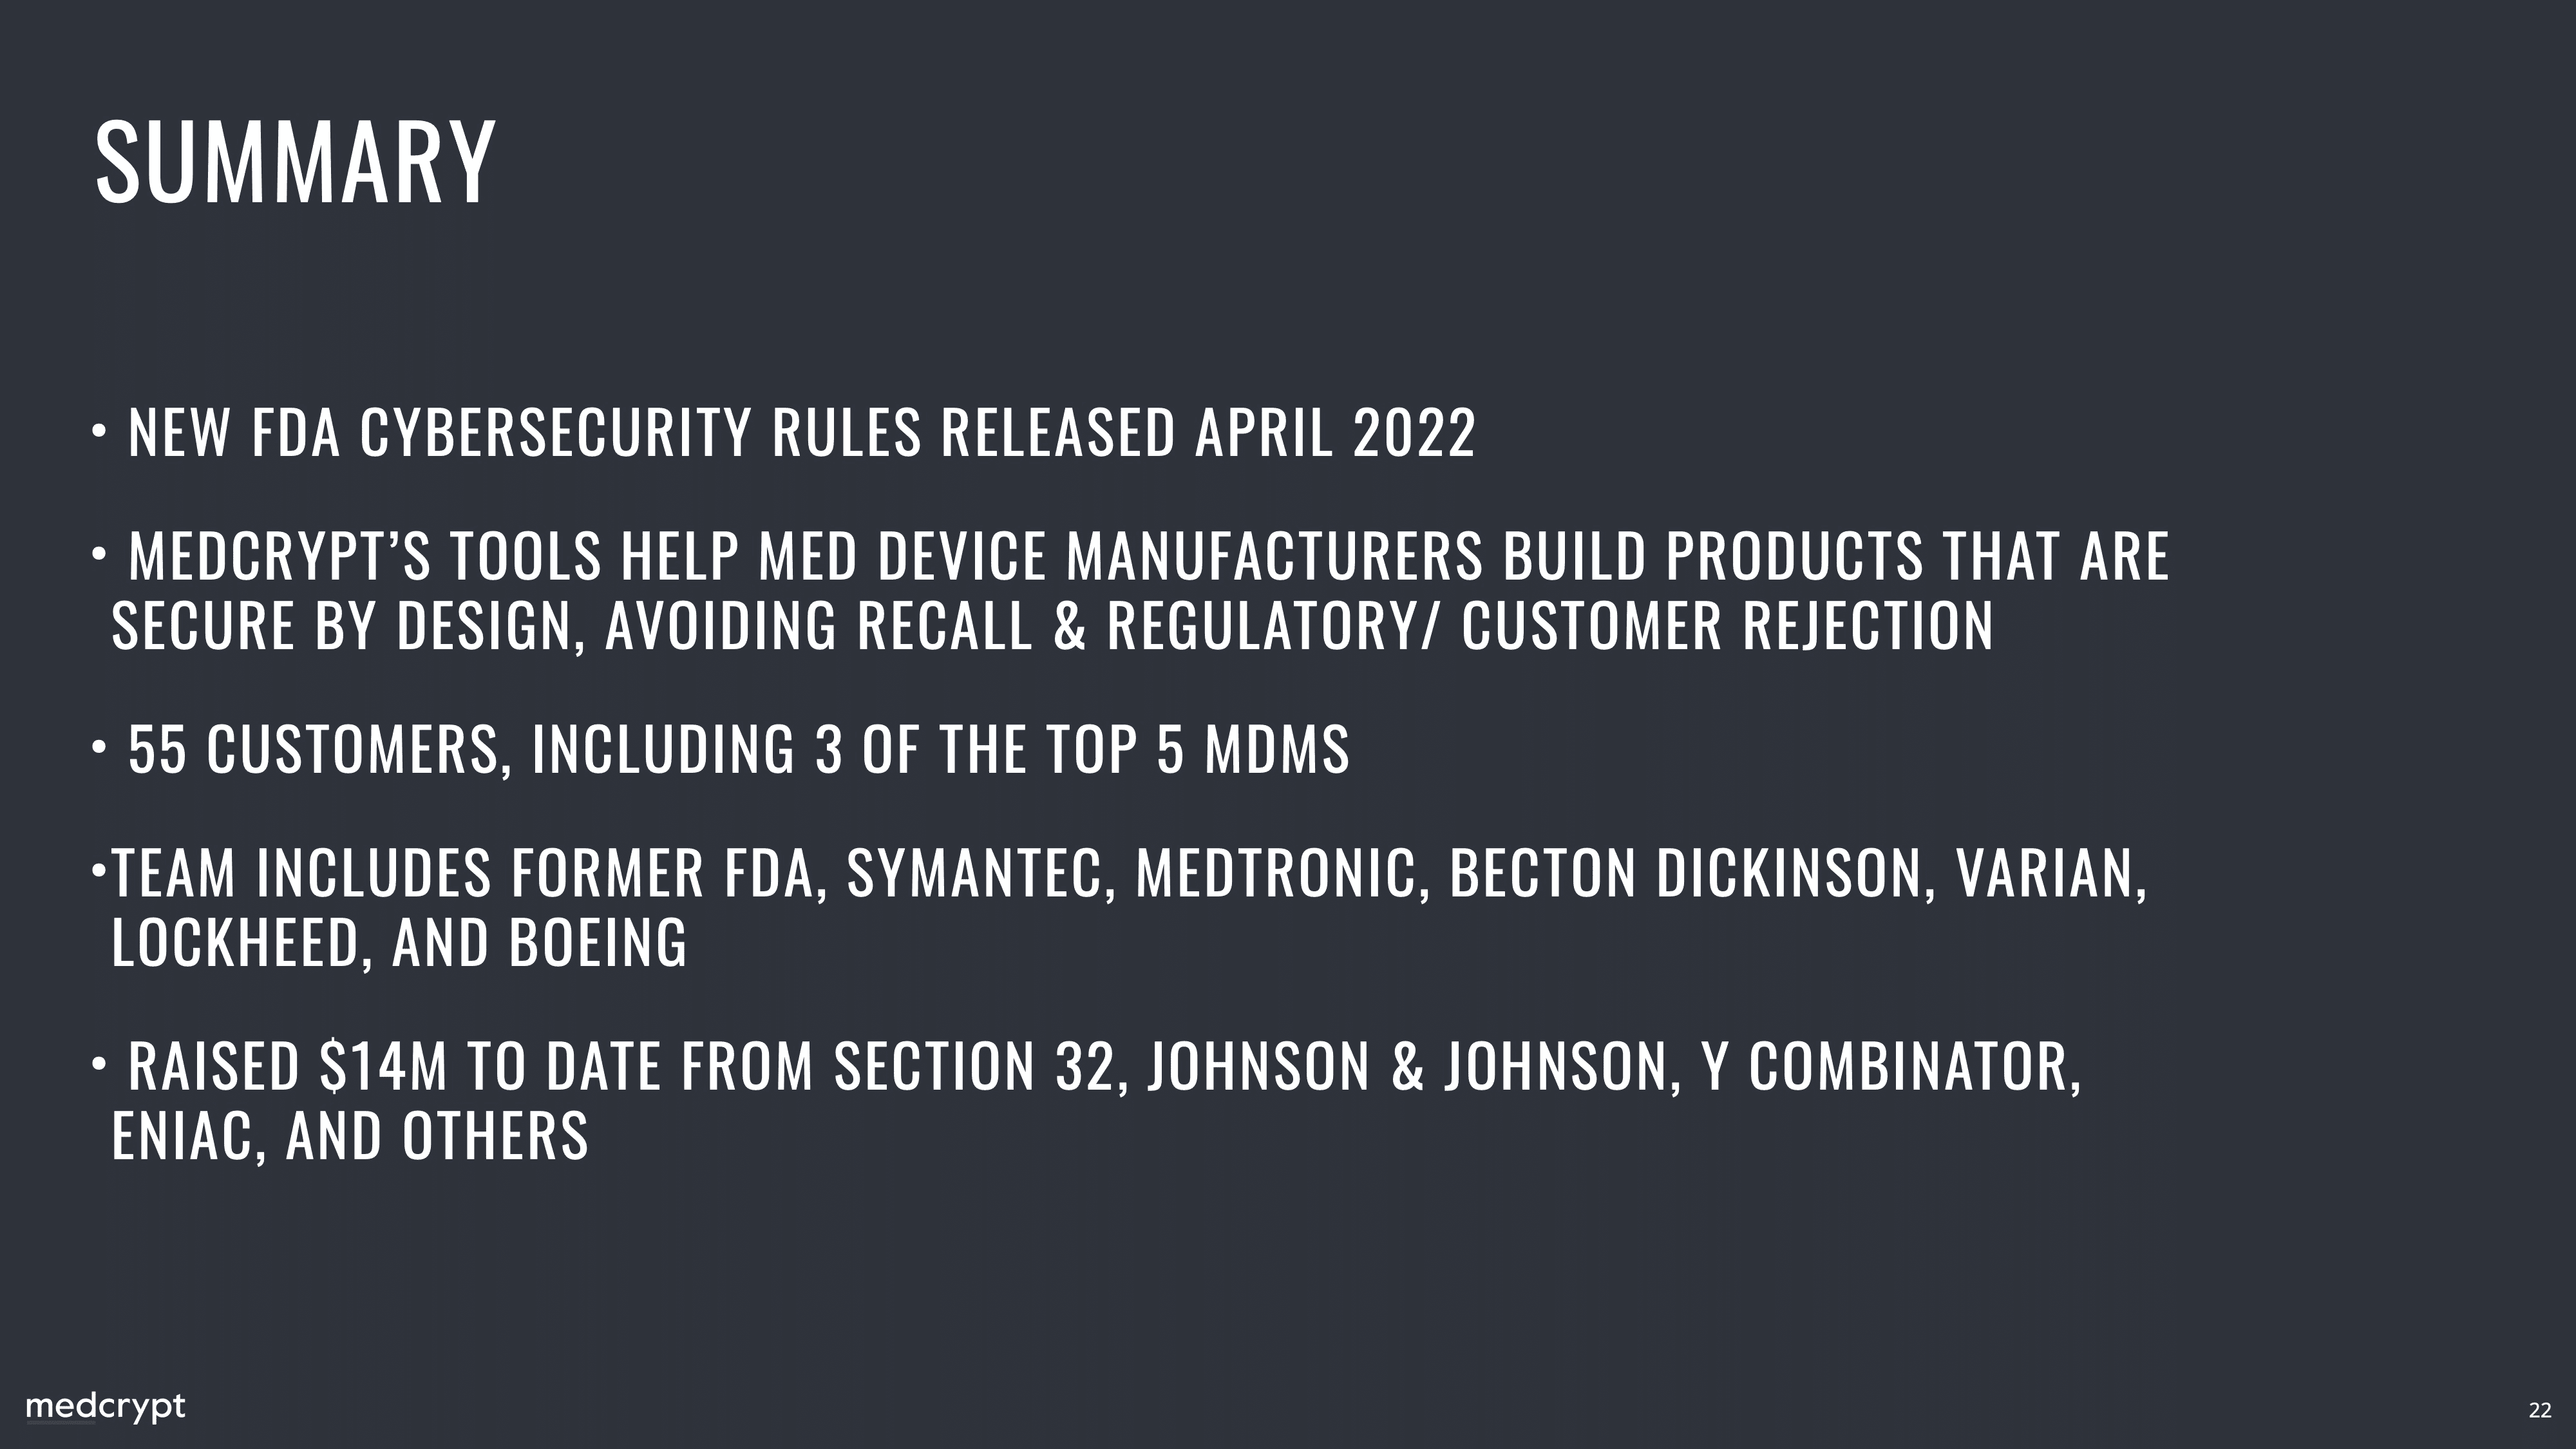 SUMMARY
• NEW FDA CYBERSECURITY RULES RELEASED APRIL 2022
• MEDCRYPT’S TOOLS HELP MED DEVICE MANUFACTURERS BUILD PRODUCTS THAT ARE
SECURE BY DESIGN, AVOIDING RECALL & REGULATORY/ CUSTOMER REJECTION
• 55 CUSTOMERS, INCLUDING 3 OF THE TOP 5 MDMS
•TEAM INCLUDES FORMER FDA, SYMANTEC, MEDTRONIC, BECTON DICKINSON, VARIAN,
LOCKHEED, AND BOEING
• RAISED $14M TO DATE FROM SECTION 32, JOHNSON & JOHNSON, Y COMBINATOR,
ENIAC, AND OTHERS
medcrypt
22